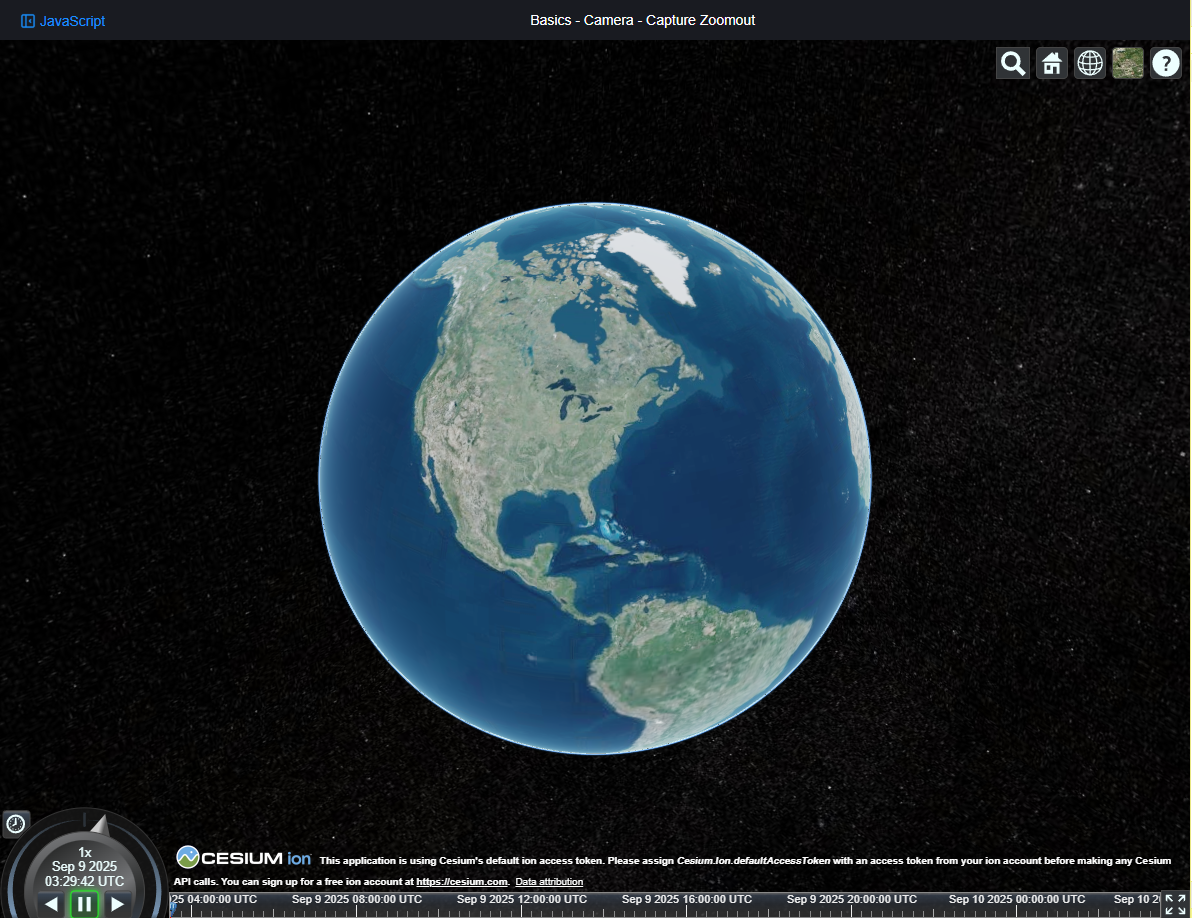 JavaScript
Basics - Camera - Capture Zoomout
?
1x
Sep 9 2025
03:29:42 UTC
CESIUM ion This application is using Cesium's default ion access token. Please assign Cesium.Ion.defaultAccessToken with an access token from your ion account before making any Cesium
API calls. You can sign up for a free ion account at https://cesium.com. Data attribution
25 04:00:00 UTC Sep 9 2025 08:00:00 UTC Sep 9 2025 12:00:00 UTC Sep 9 2025 16:00:00 UTC Sep 9 2025 20:00:00 UTC Sep 10 2025 00:00:00 UTC Sep 10 2